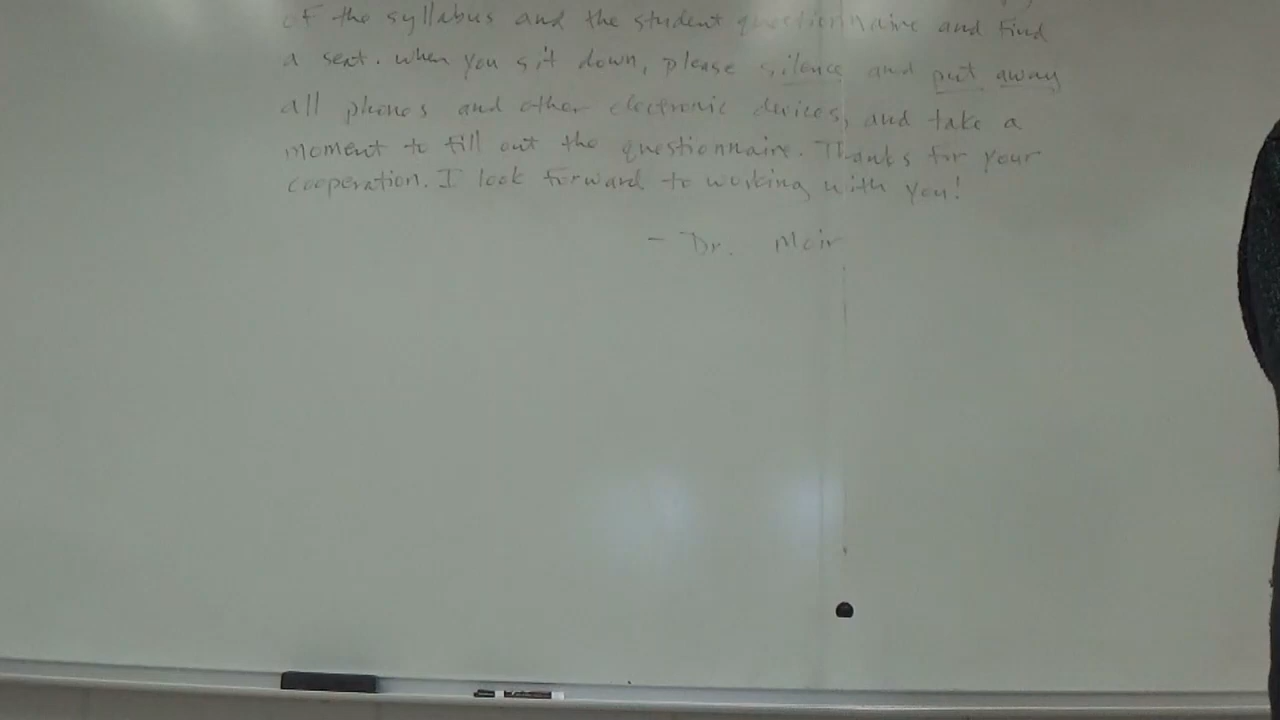 of the syllabus and the student questionnaire and find
a seat. When you sit down, please silence and put away
all phones and other electronic devices, and take a
moment to fill out the questionnaire. Thanks for your
cooperation. I look forward to working with you!
- Dr. Moir